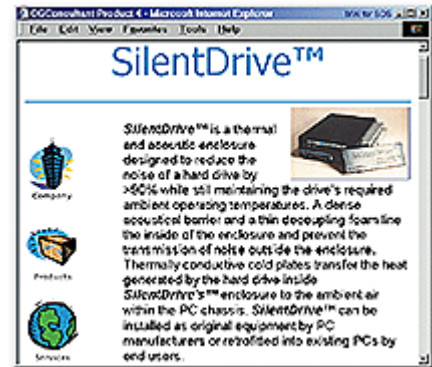 OGConsultant Product 4 - Microsoft Internet Explorer
File Edit View Favorites Tools Help
SilentDrive™
SilentDrive™ is a thermal
and acoustic enclosure
designed to reduce the
noise of a hard drive by
>90% while still maintaining the drive's required
ambient operating temperatures. A dense
acoustical barrier and a thin decoupling foam line
the inside of the enclosure and prevent the
transmission of noise outside the enclosure.
Thermally conductive cold plates transfer the heat
generated by the hard drive inside
SilentDrive's™ enclosure to the ambient air
within the PC chassis. SilentDrive™ can be
installed as original equipment by PC
manufacturers or retrofitted into existing PCs by
end users.
Company
Products
Services